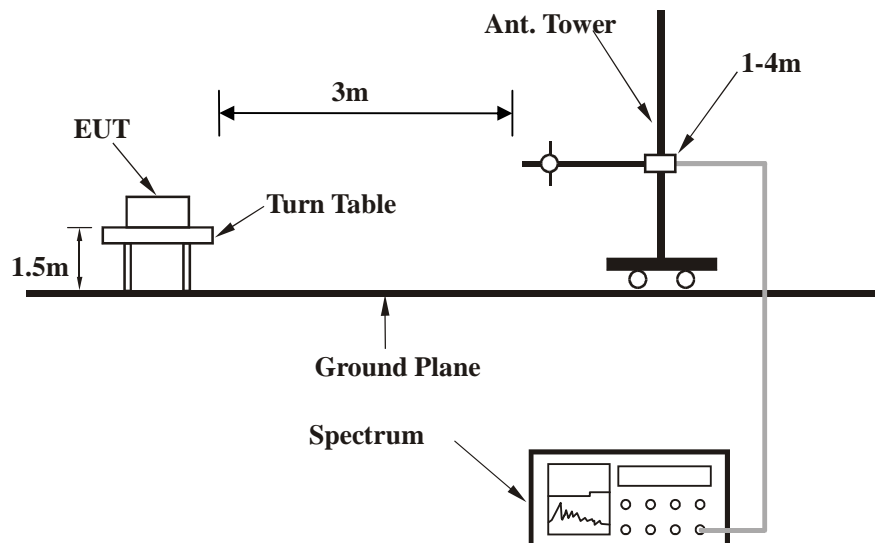 Ant. Tower
1-4m
3m
EUT
Turn Table
1.5m
Ground Plane
Spectrum